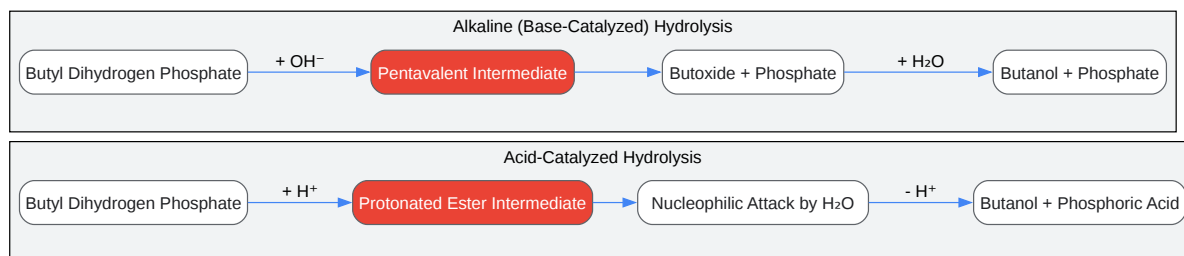 Alkaline (Base-Catalyzed) Hydrolysis
Butyl Dihydrogen Phosphate
+ OH⁻
Pentavalent Intermediate
Butoxide + Phosphate
+ H₂O
Butanol + Phosphate
Acid-Catalyzed Hydrolysis
Butyl Dihydrogen Phosphate
+ H⁺
Protonated Ester Intermediate
Nucleophilic Attack by H₂O
- H⁺
Butanol + Phosphoric Acid